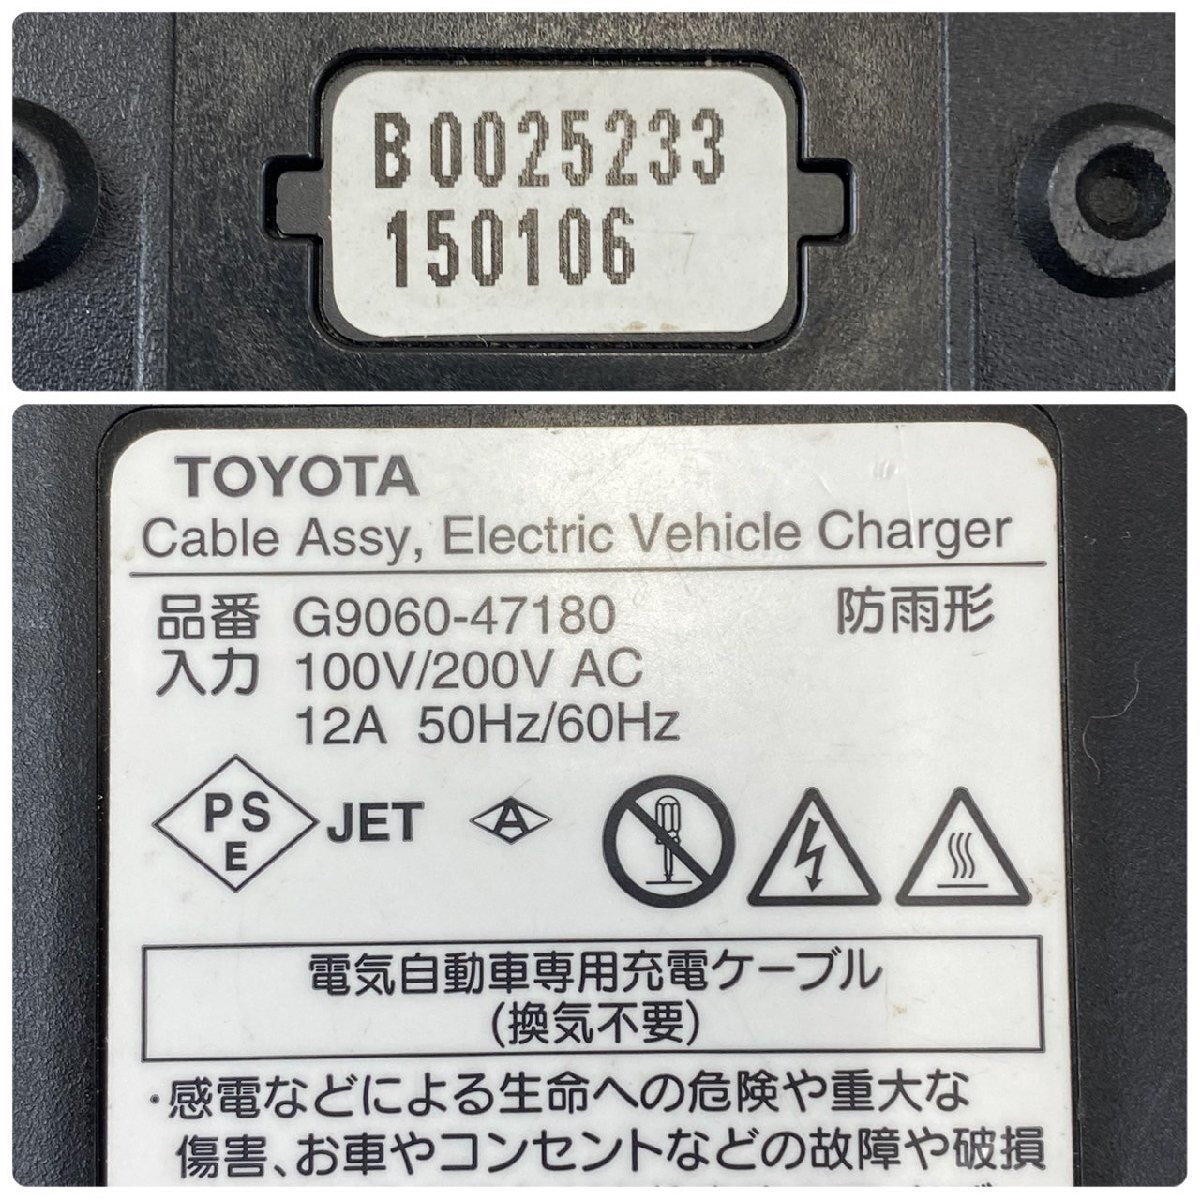 B0025233
150106
TOYOTA
Cable Assy, Electric Vehicle Charger
品番 G9060-47180 防雨形
入力 100V/200V AC
12A 50Hz/60Hz
PS
E
JET A
電気自動車専用充電ケーブル
(換気不要)
・感電などによる生命への危険や重大な
傷害、お車やコンセントなどの故障や破損